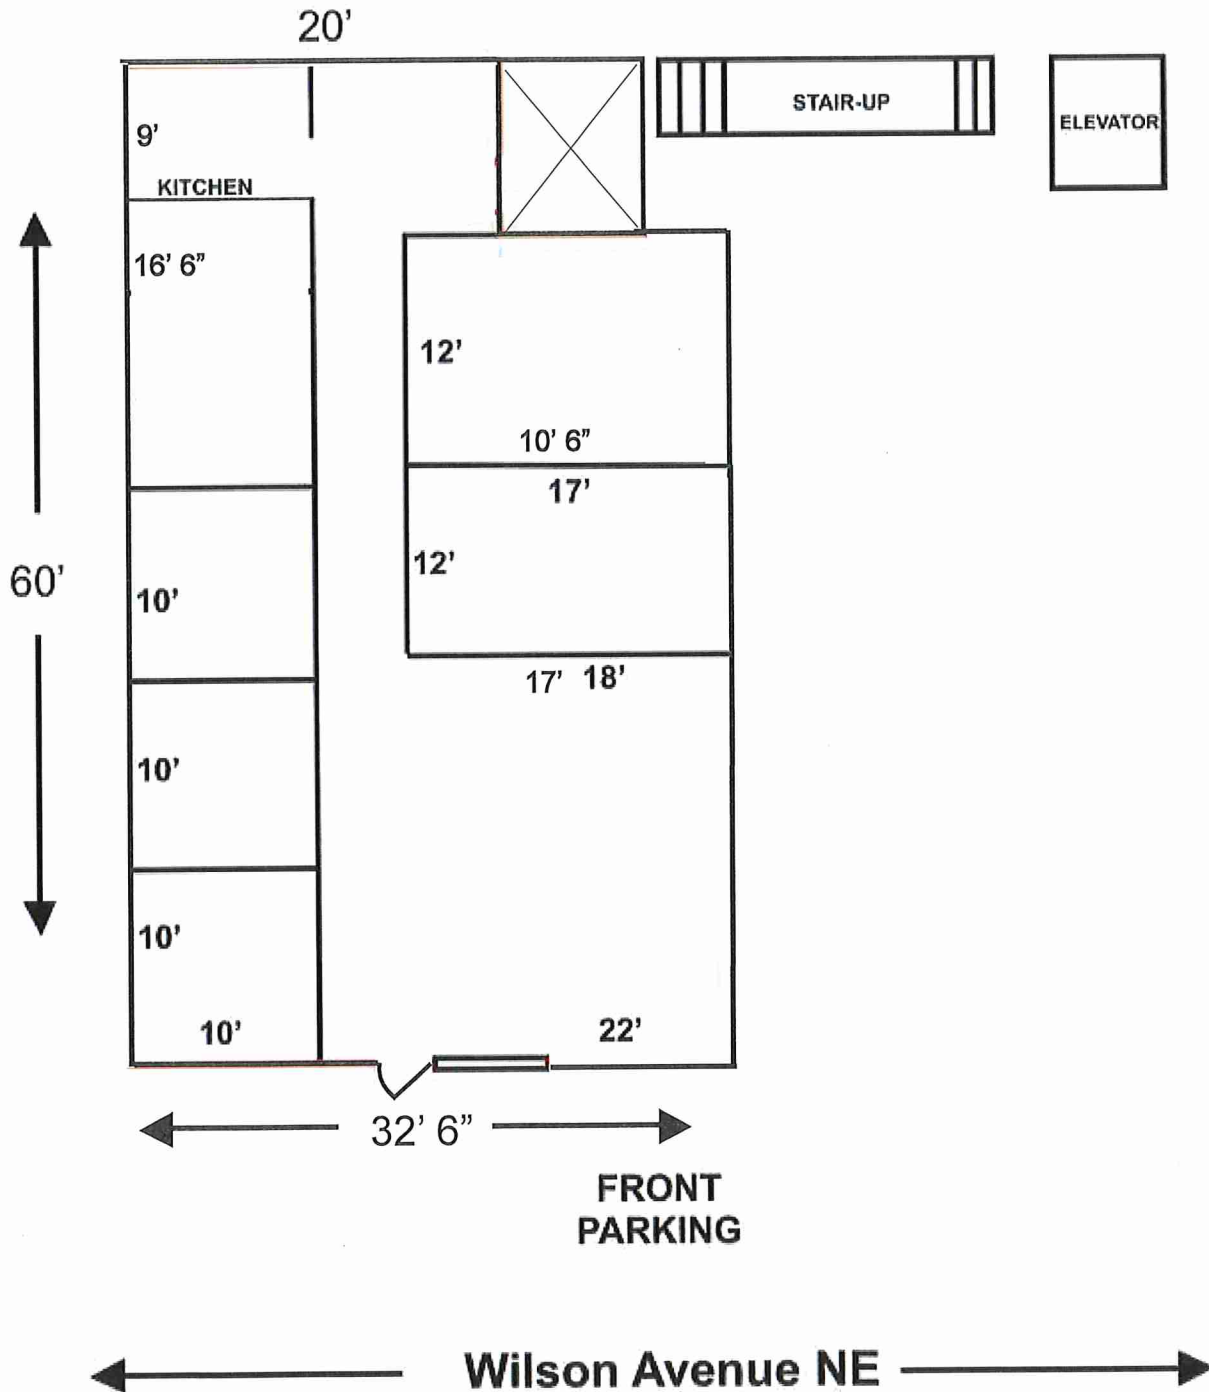 20’
STAIR-UP
ELEVATOR
9’
KITCHEN
16’ 6”
12’
10’ 6”
17’
12’
60’
10’
17’ 18’
10’
10’
10’
22’
32’ 6”
FRONT
PARKING
Wilson Avenue NE